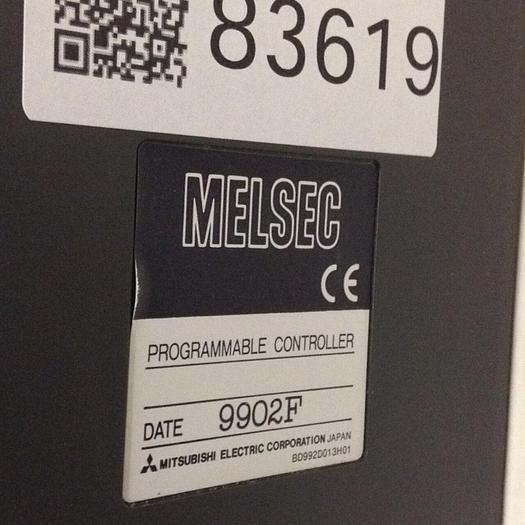 83619
MELSEC
CE
PROGRAMMABLE CONTROLLER
DATE 9902F
MITSUBISHI ELECTRIC CORPORATION JAPAN
BD992D013H01